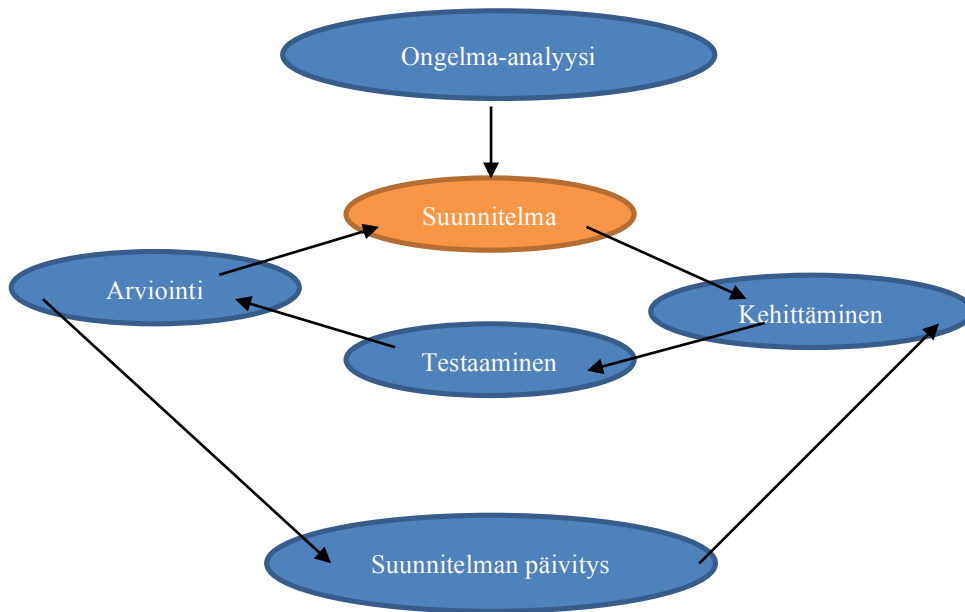 Ongelma-analyysi
Suunnitelma
Arviointi
Kehittäminen
Testaaminen
Suunnitelman päivitys